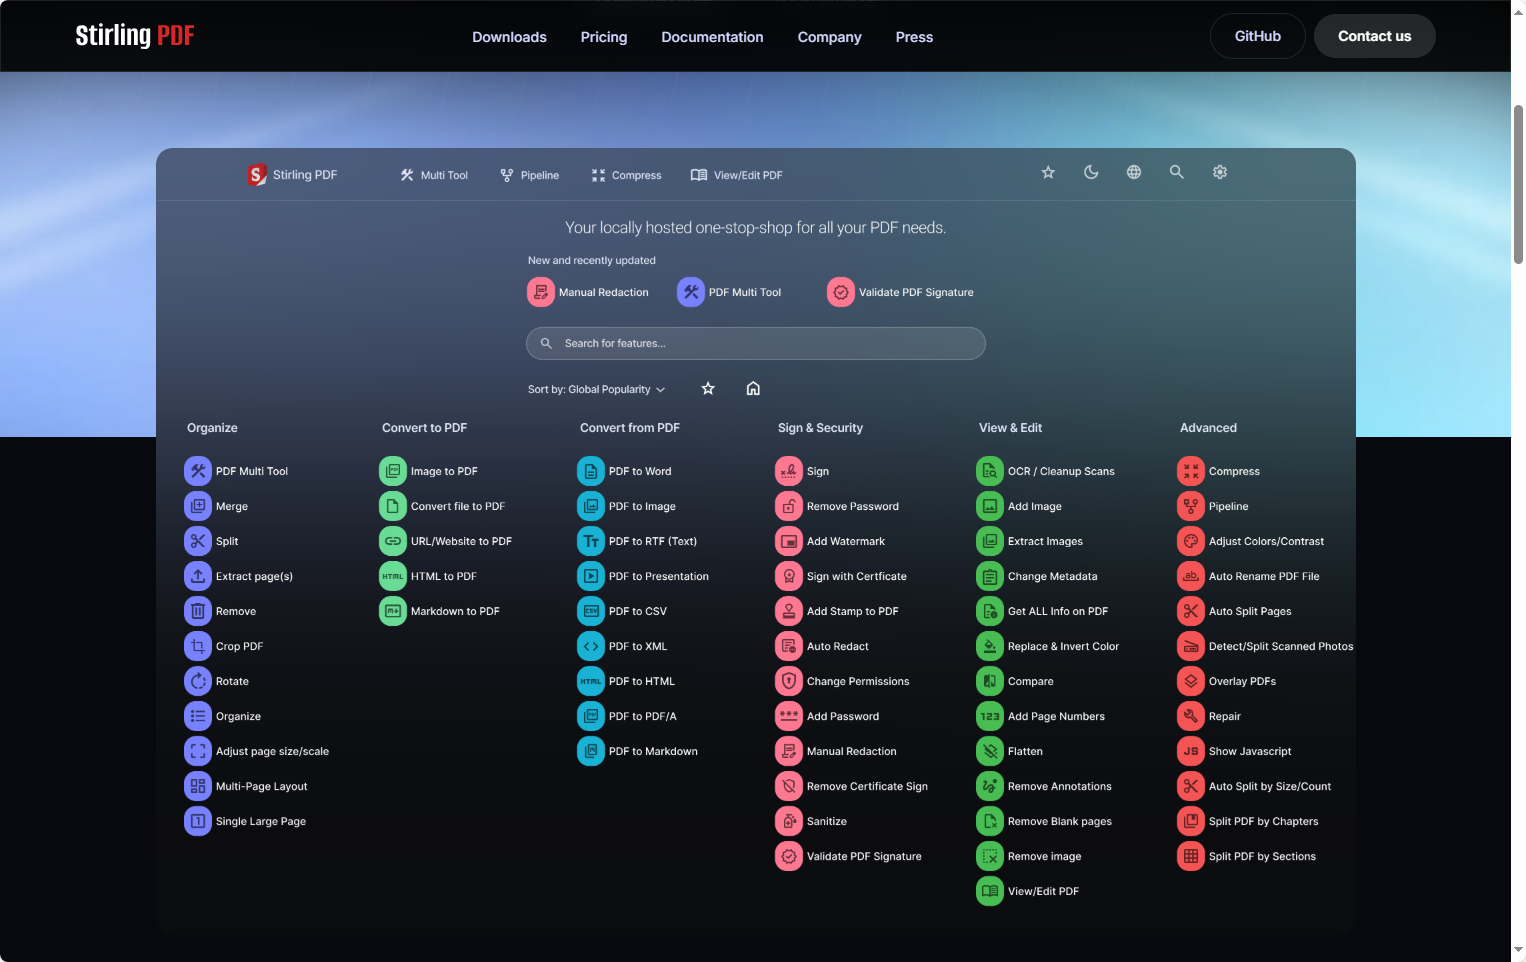 Stirling PDF
Downloads
Pricing
Documentation
Company
Press
GitHub
Contact us
Stirling PDF
Multi Tool
Pipeline
Compress
View/Edit PDF
Your locally hosted one-stop-shop for all your PDF needs.
New and recently updated
Manual Redaction
PDF Multi Tool
Validate PDF Signature
Search for features...
Sort by: Global Popularity
Organize
PDF Multi Tool
Merge
Split
Extract page(s)
Remove
Crop PDF
Rotate
Organize
Adjust page size/scale
Multi-Page Layout
1 Single Large Page
Convert to PDF
Image to PDF
Convert file to PDF
URL/Website to PDF
HTML HTML to PDF
Markdown to PDF
Convert from PDF
PDF to Word
PDF to Image
Tт PDF to RTF (Text)
PDF to Presentation
CSV PDF to CSV
PDF to XML
HTML PDF to HTML
PDF to PDF/A
PDF to Markdown
Sign & Security
Sign
Remove Password
Add Watermark
Sign with Certficate
Add Stamp to PDF
Auto Redact
Change Permissions
*** Add Password
Manual Redaction
Remove Certificate Sign
Sanitize
Validate PDF Signature
View & Edit
OCR / Cleanup Scans
Add Image
Extract Images
Change Metadata
Get ALL Info on PDF
Replace & Invert Color
Compare
123 Add Page Numbers
Flatten
Remove Annotations
Remove Blank pages
Remove image
View/Edit PDF
Advanced
Compress
Pipeline
Adjust Colors/Contrast
ab Auto Rename PDF File
Auto Split Pages
Detect/Split Scanned Photos
Overlay PDFs
Repair
JS Show Javascript
Auto Split by Size/Count
Split PDF by Chapters
Split PDF by Sections